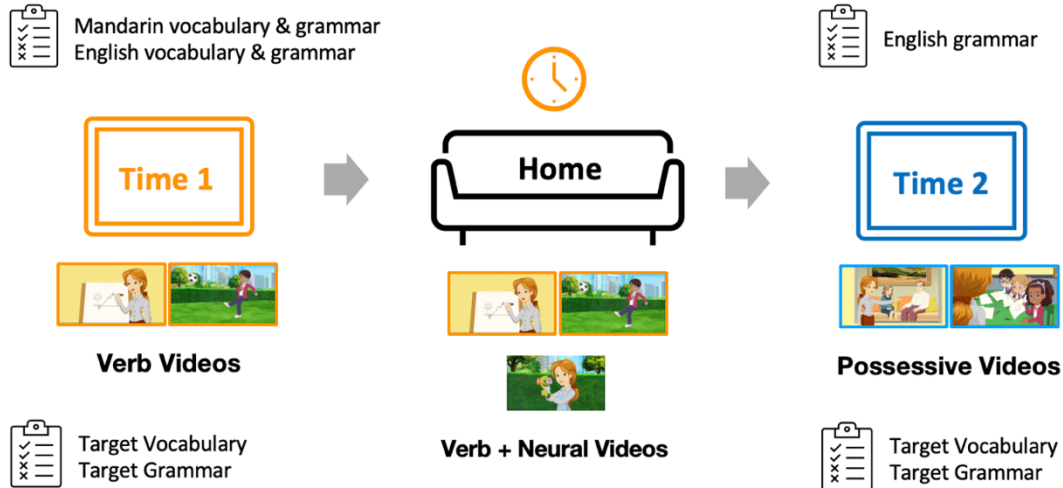 Mandarin vocabulary & grammar
English vocabulary & grammar
English grammar
Time 1
Home
Time 2
Verb Videos
Verb + Neural Videos
Possessive Videos
Target Vocabulary
Target Grammar
Target Vocabulary
Target Grammar